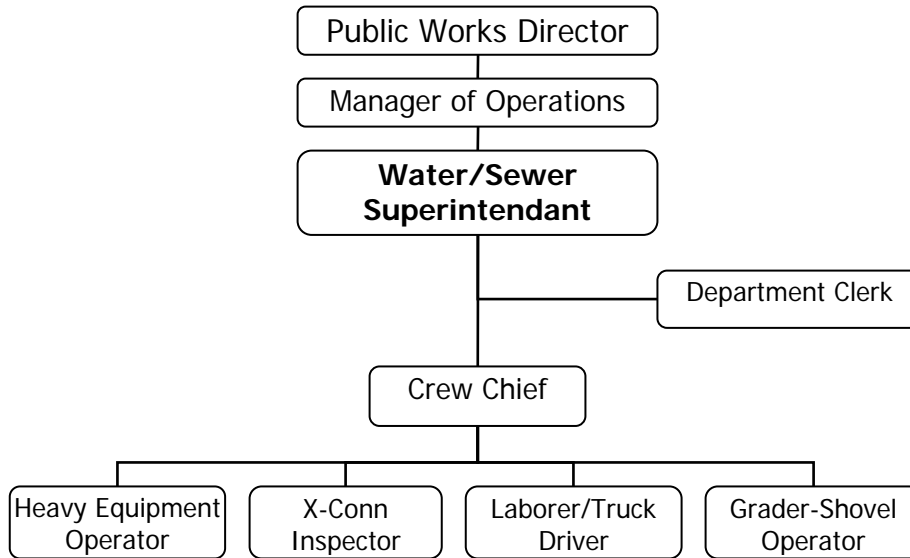 Public Works Director
Manager of Operations
Water/Sewer
Superintendant
Department Clerk
Crew Chief
Heavy Equipment
Operator
X-Conn
Inspector
Laborer/Truck
Driver
Grader-Shovel
Operator